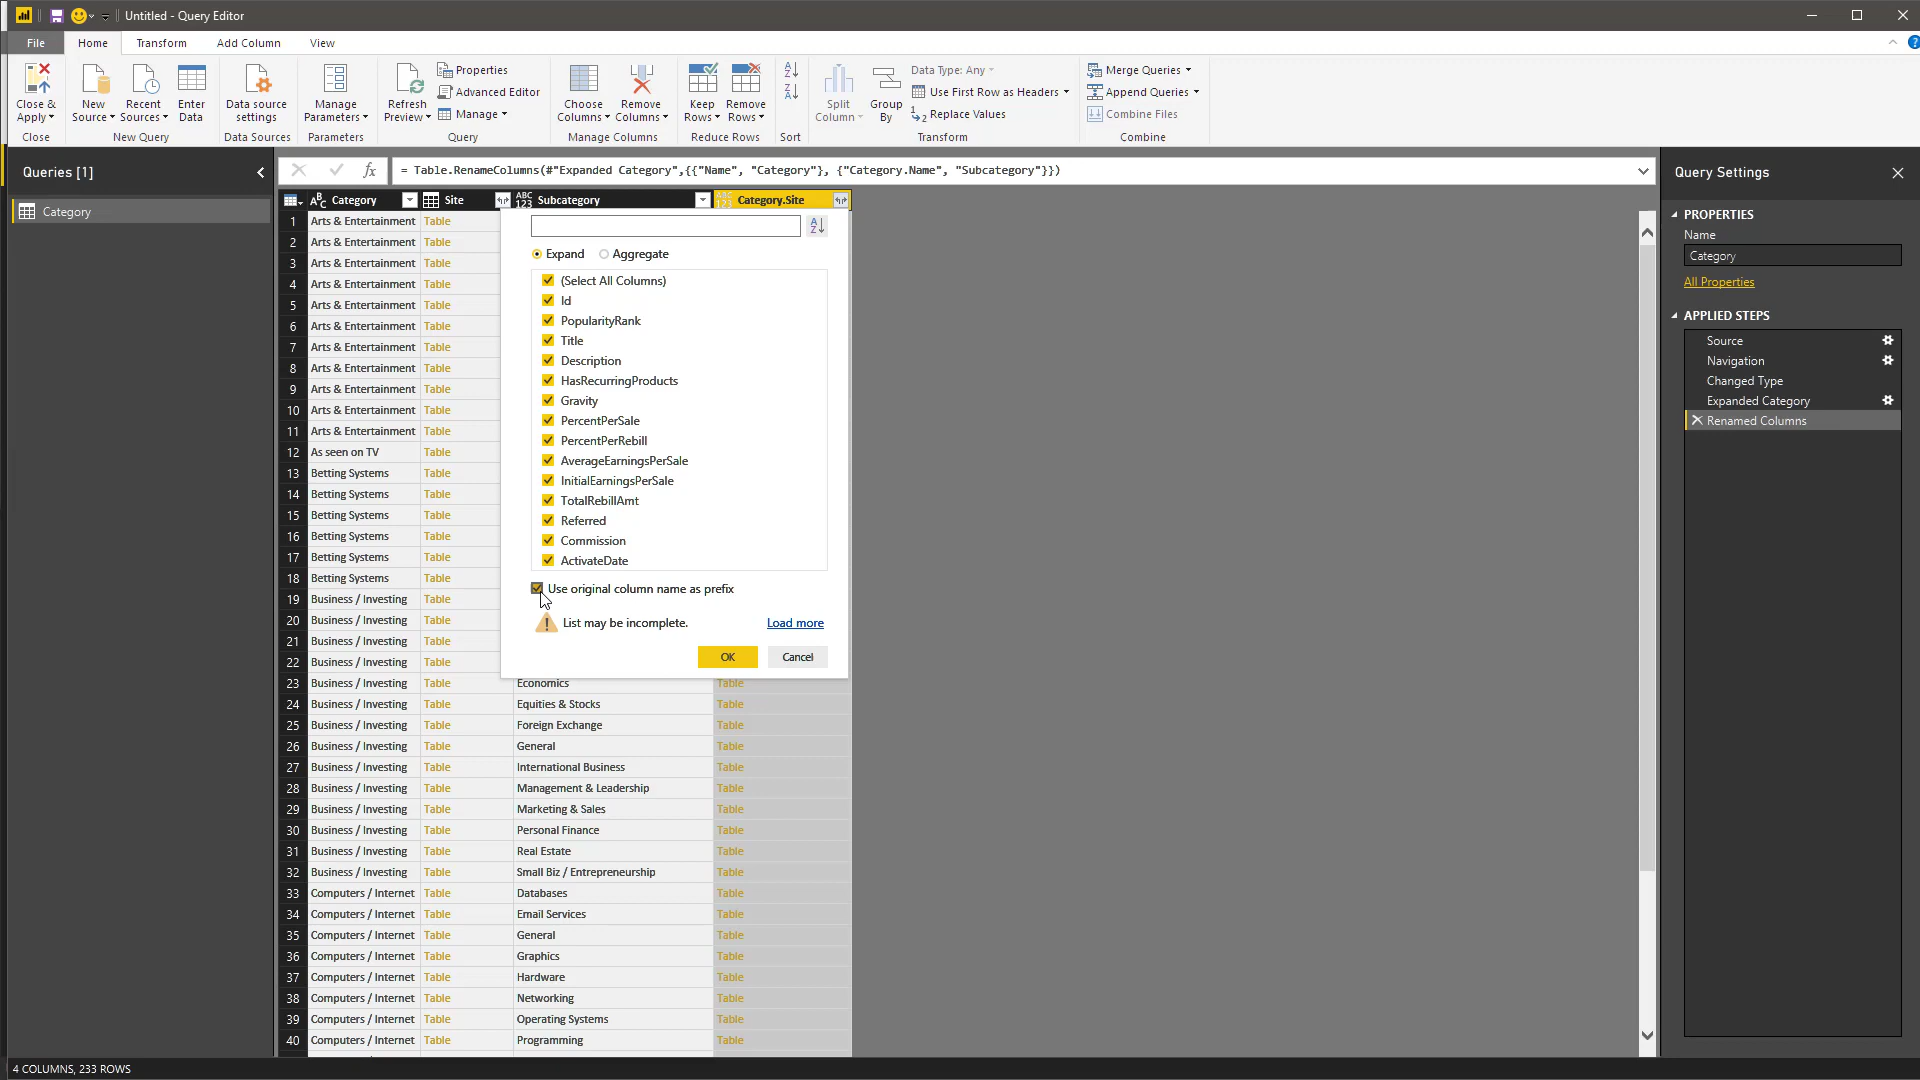 Untitled - Query Editor
File
Home
Transform
Add Column
View
Close & Apply
Close
New Source
Recent Sources
Enter Data
New Query
Data source settings
Data Sources
Manage Parameters
Parameters
Refresh Preview
Properties
Advanced Editor
Manage
Query
Choose Columns
Remove Columns
Manage Columns
Keep Rows
Remove Rows
Reduce Rows
Sort
Split Column
Group By
Data Type: Any
Use First Row as Headers
Replace Values
Transform
Merge Queries
Append Queries
Combine Files
Combine
Queries [1]
Category
= Table.RenameColumns(#"Expanded Category",{{"Name", "Category"}, {"Category.Name", "Subcategory"}})
Category Site Subcategory Category.Site
1 Arts & Entertainment Table
2 Arts & Entertainment Table
3 Arts & Entertainment Table
4 Arts & Entertainment Table
5 Arts & Entertainment Table
6 Arts & Entertainment Table
7 Arts & Entertainment Table
8 Arts & Entertainment Table
9 Arts & Entertainment Table
10 Arts & Entertainment Table
11 Arts & Entertainment Table
12 As seen on TV Table
13 Betting Systems Table
14 Betting Systems Table
15 Betting Systems Table
16 Betting Systems Table
17 Betting Systems Table
18 Betting Systems Table
19 Business / Investing Table
20 Business / Investing Table
21 Business / Investing Table
22 Business / Investing Table
23 Business / Investing Table Economics Table
24 Business / Investing Table Equities & Stocks Table
25 Business / Investing Table Foreign Exchange Table
26 Business / Investing Table General Table
27 Business / Investing Table International Business Table
28 Business / Investing Table Management & Leadership Table
29 Business / Investing Table Marketing & Sales Table
30 Business / Investing Table Personal Finance Table
31 Business / Investing Table Real Estate Table
32 Business / Investing Table Small Biz / Entrepreneurship Table
33 Computers / Internet Table Databases Table
34 Computers / Internet Table Email Services Table
35 Computers / Internet Table General Table
36 Computers / Internet Table Graphics Table
37 Computers / Internet Table Hardware Table
38 Computers / Internet Table Networking Table
39 Computers / Internet Table Operating Systems Table
40 Computers / Internet Table Programming Table
Expand Aggregate
(Select All Columns)
Id
PopularityRank
Title
Description
HasRecurringProducts
Gravity
PercentPerSale
PercentPerRebill
AverageEarningsPerSale
InitialEarningsPerSale
TotalRebillAmt
Referred
Commission
ActivateDate
Use original column name as prefix
List may be incomplete. Load more
OK Cancel
Query Settings
PROPERTIES
Name
Category
All Properties
APPLIED STEPS
Source
Navigation
Changed Type
Expanded Category
Renamed Columns
4 COLUMNS, 233 ROWS